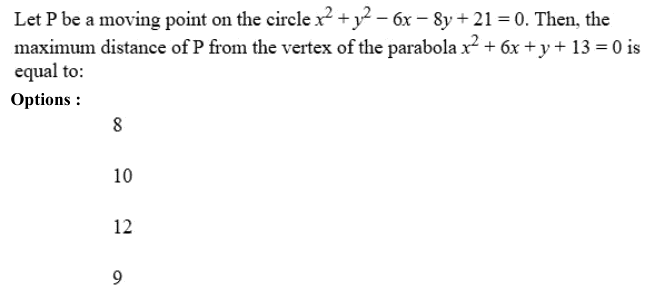 Let P be a moving point on the circle x² + y² – 6x – 8y + 21 = 0. Then, the
maximum distance of P from the vertex of the parabola x² + 6x + y + 13 = 0 is
equal to:
Options :
8
10
12
9